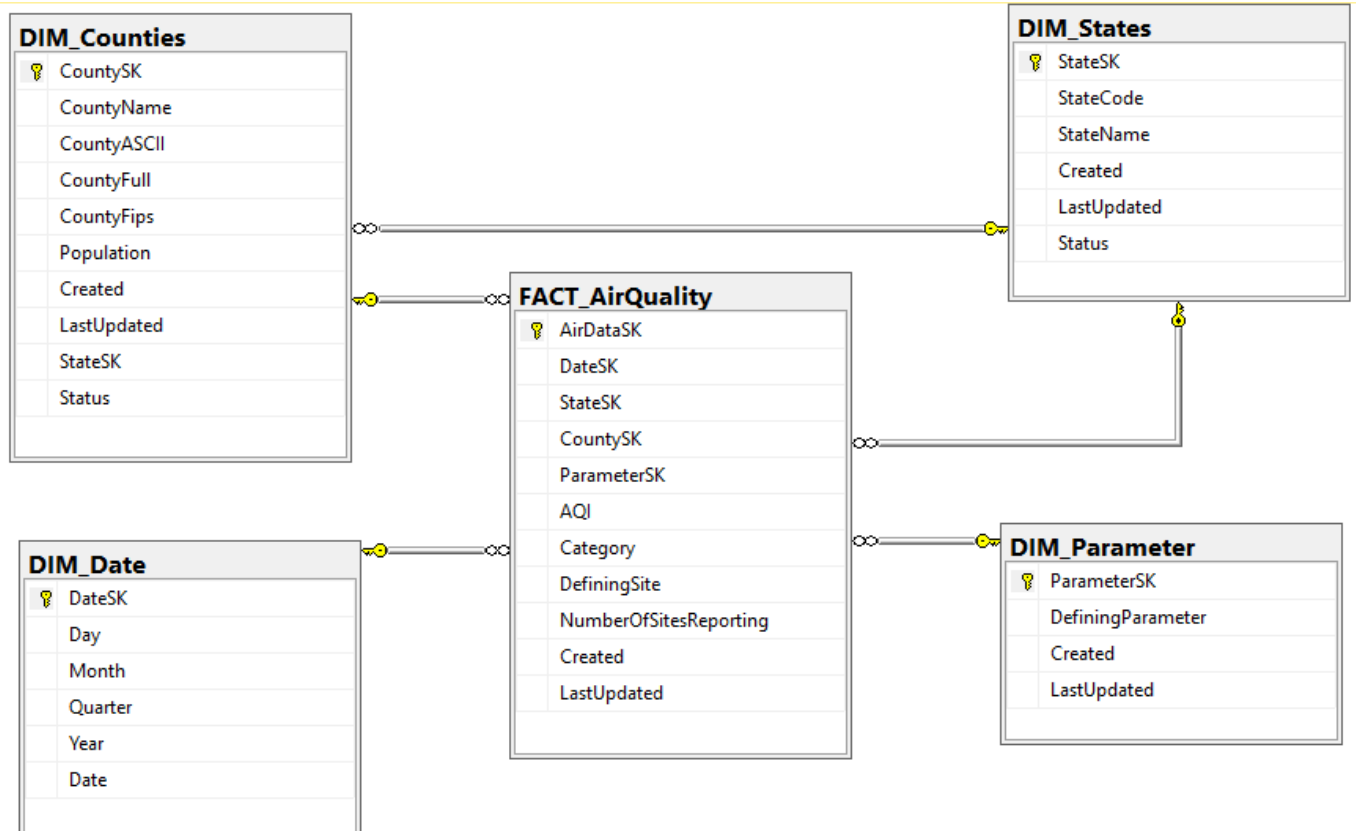 DIM_Counties
CountySK
CountyName
CountyASCII
CountyFull
CountyFips
Population
Created
LastUpdated
StateSK
Status
DIM_States
StateSK
StateCode
StateName
Created
LastUpdated
Status
FACT_AirQuality
AirDataSK
DateSK
StateSK
CountySK
ParameterSK
AQI
Category
DefiningSite
NumberOfSitesReporting
Created
LastUpdated
DIM_Date
DateSK
Day
Month
Quarter
Year
Date
DIM_Parameter
ParameterSK
DefiningParameter
Created
LastUpdated